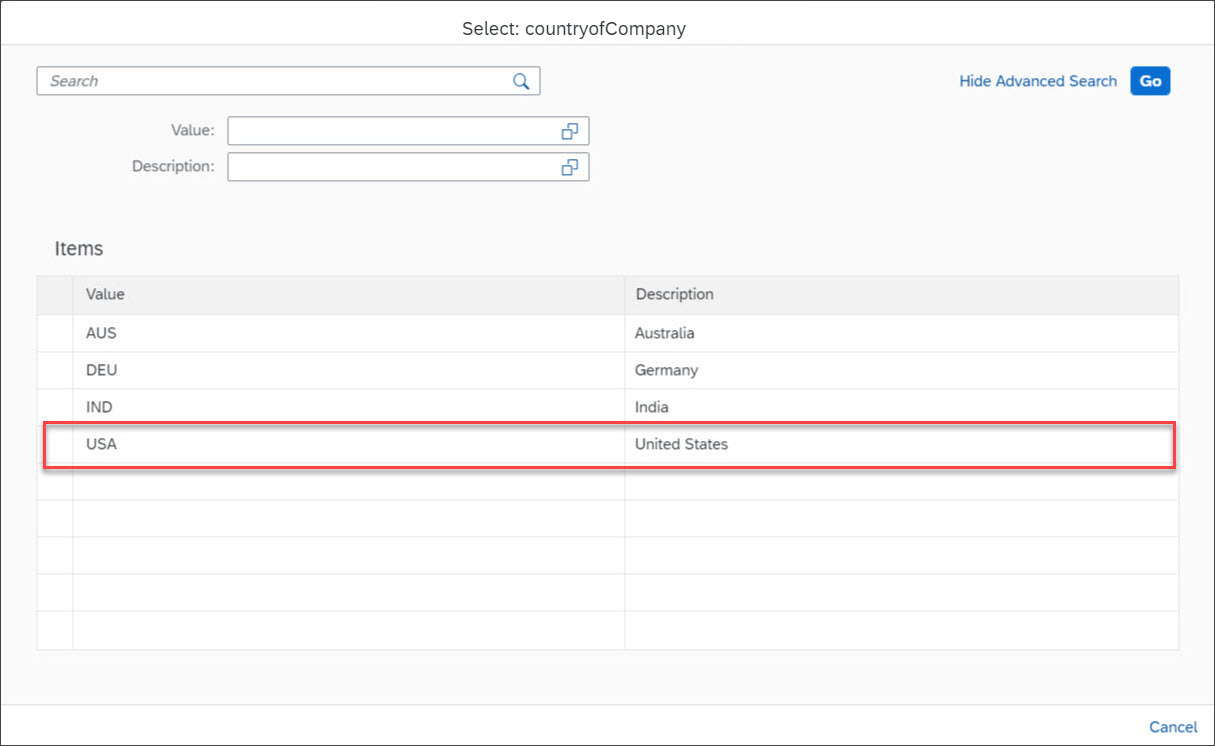 Select: countryofCompany
Search
Hide Advanced Search Go
Value:
Description:
Items
Value Description
AUS Australia
DEU Germany
IND India
USA United States
Cancel